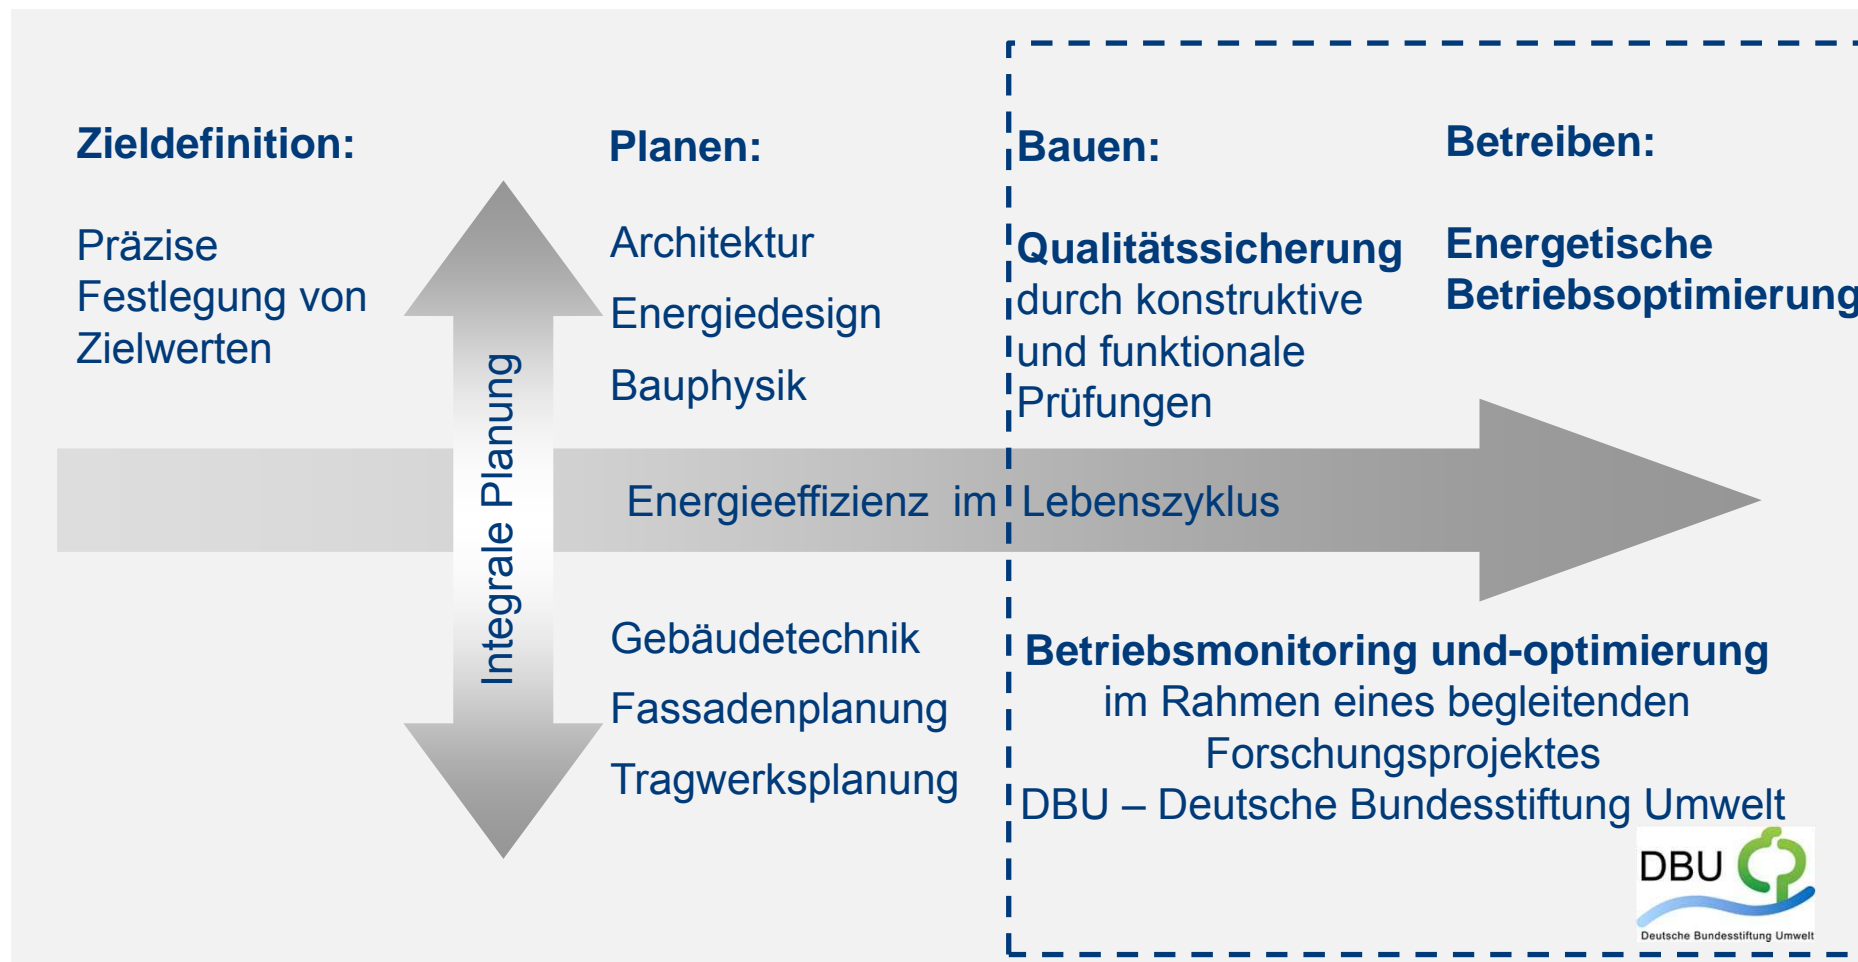 Zieldefinition:
Präzise
Festlegung von
Zielwerten
Integrale Planung
Planen:
Architektur
Energiedesign
Bauphysik
Bauen:
Qualitätssicherung
durch konstruktive
und funktionale
Prüfungen
Betreiben:
Energetische
Betriebsoptimierung
Energieeffizienz im Lebenszyklus
Gebäudetechnik
Fassadenplanung
Tragwerksplanung
Betriebsmonitoring und-optimierung
im Rahmen eines begleitenden
Forschungsprojektes
DBU – Deutsche Bundesstiftung Umwelt
DBU
Deutsche Bundesstiftung Umwelt